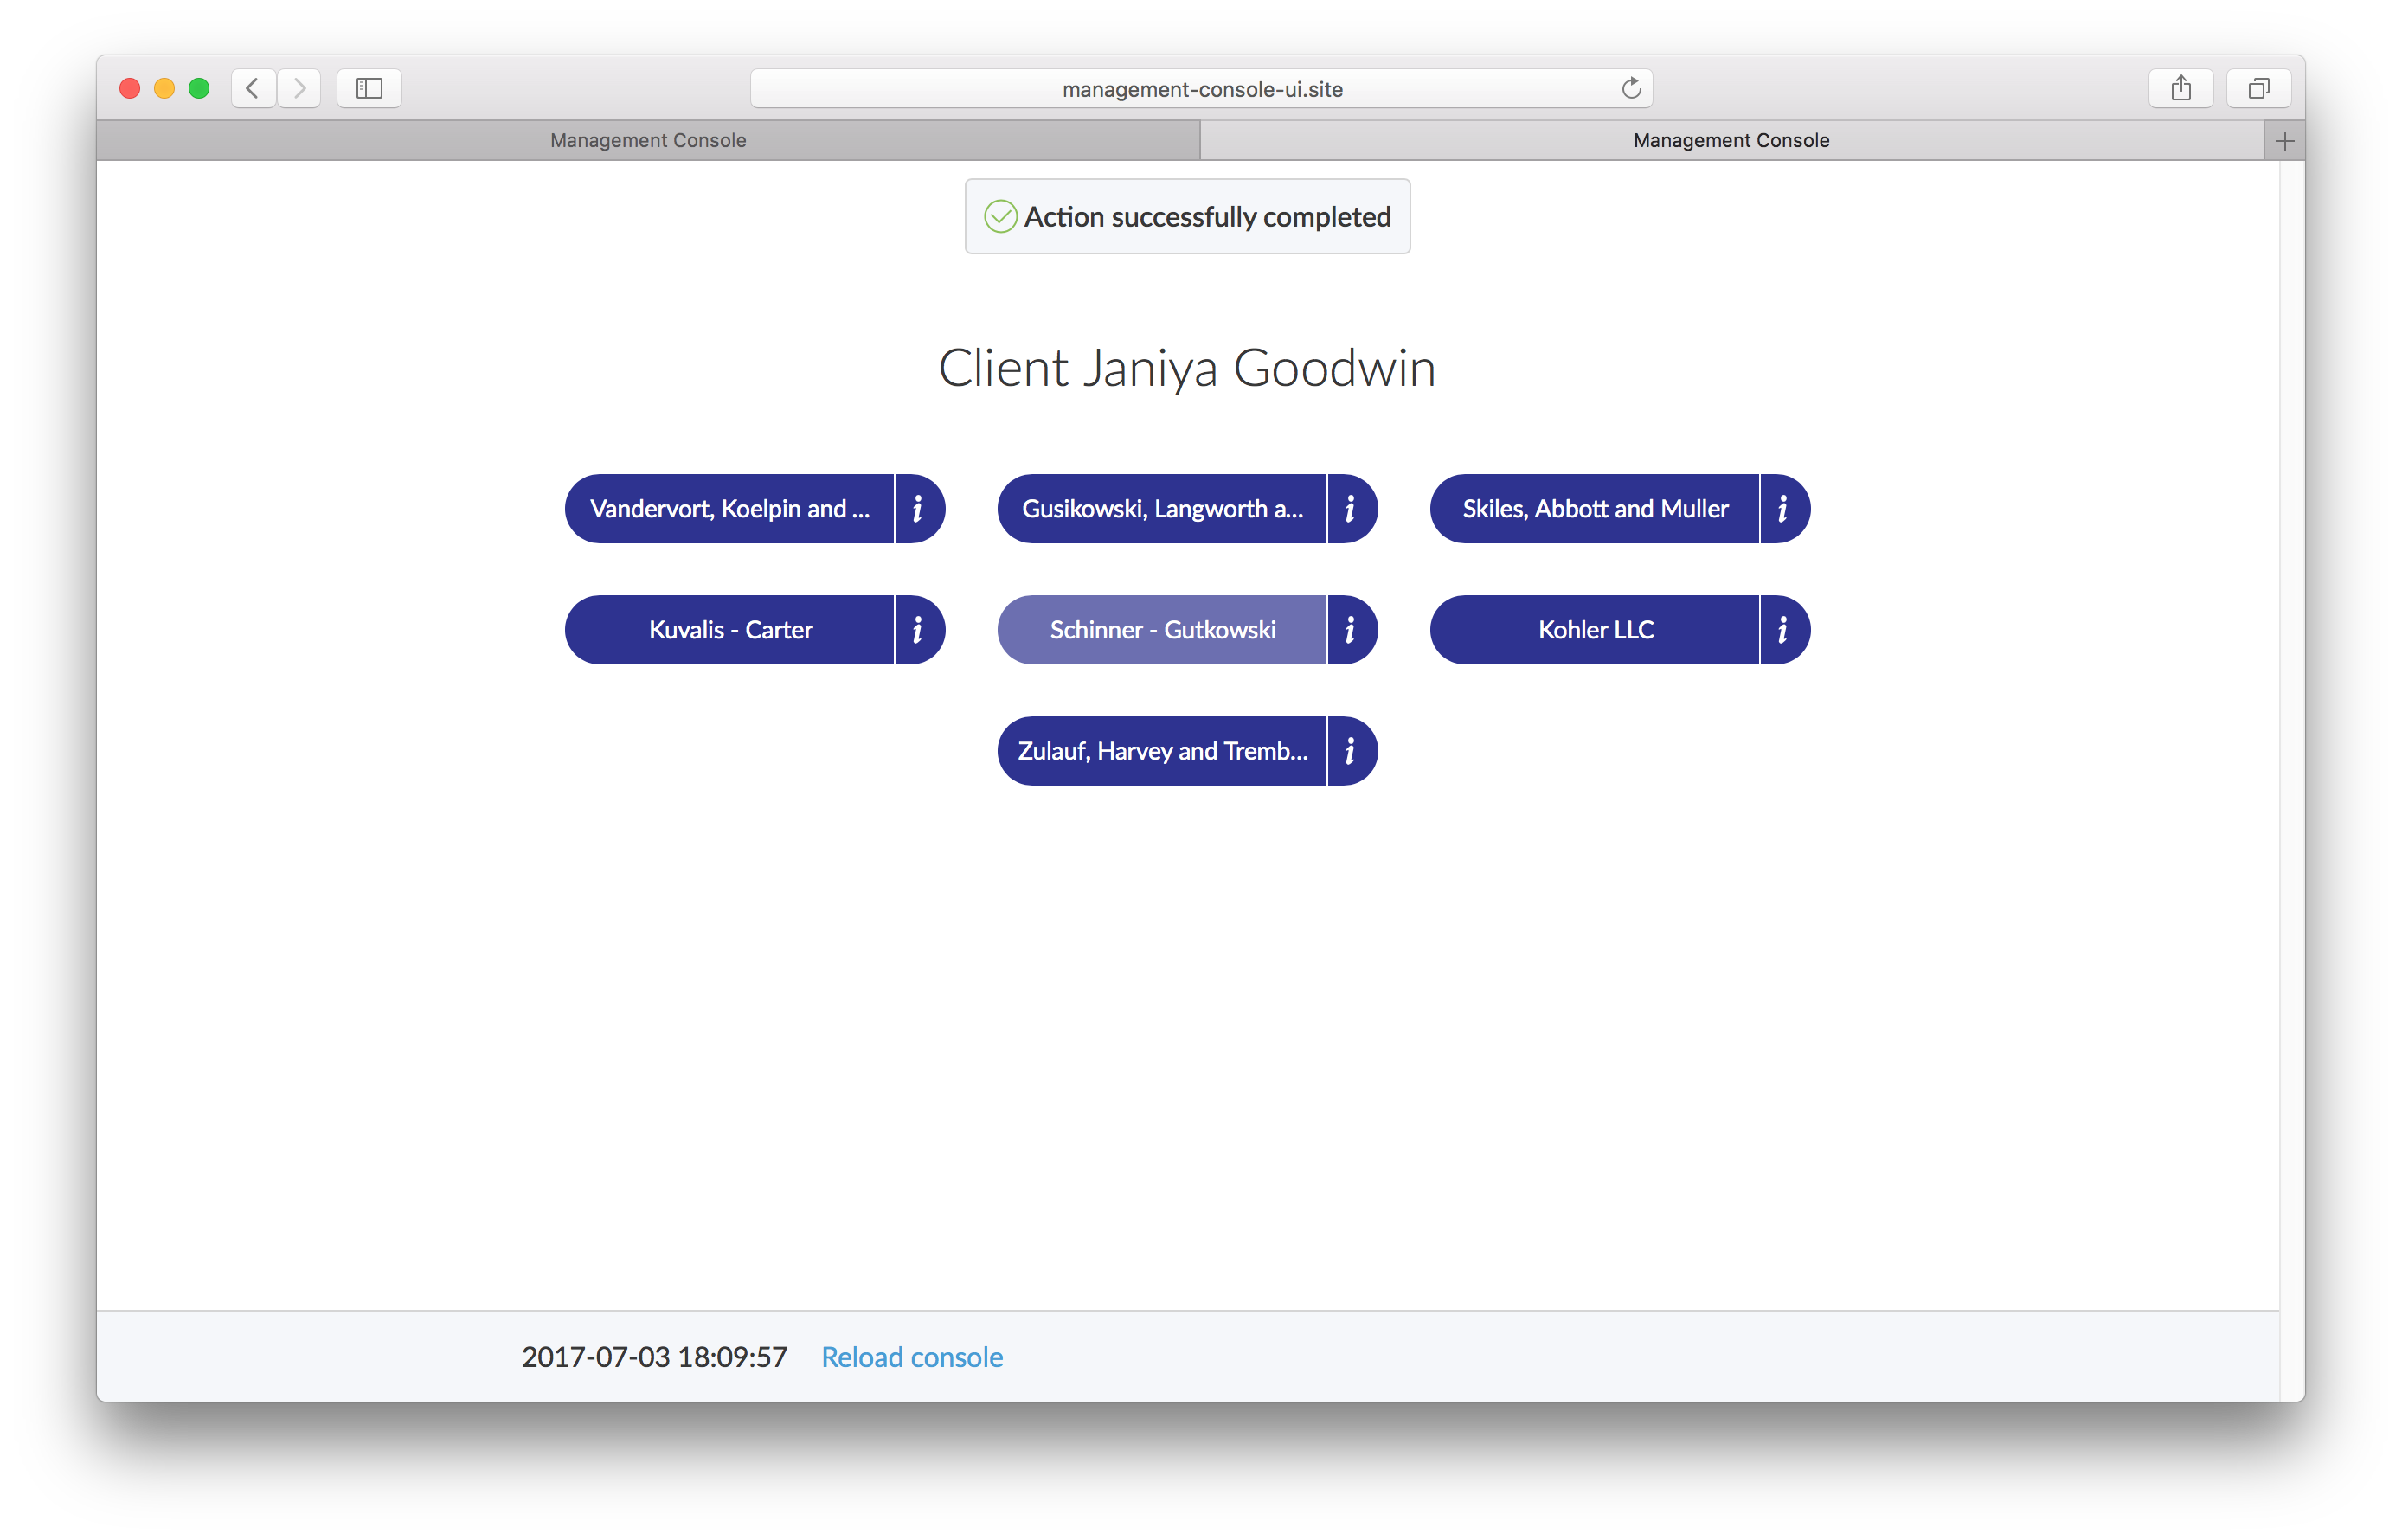 management-console-ui.site
Management Console
Management Console
Action successfully completed
Client Janiya Goodwin
Vandervort, Koelpin and ...
i
Gusikowski, Langworth a...
i
Skiles, Abbott and Muller
i
Kuvalis - Carter
i
Schinner - Gutkowski
i
Kohler LLC
i
Zulauf, Harvey and Tremb...
i
2017-07-03 18:09:57 Reload console